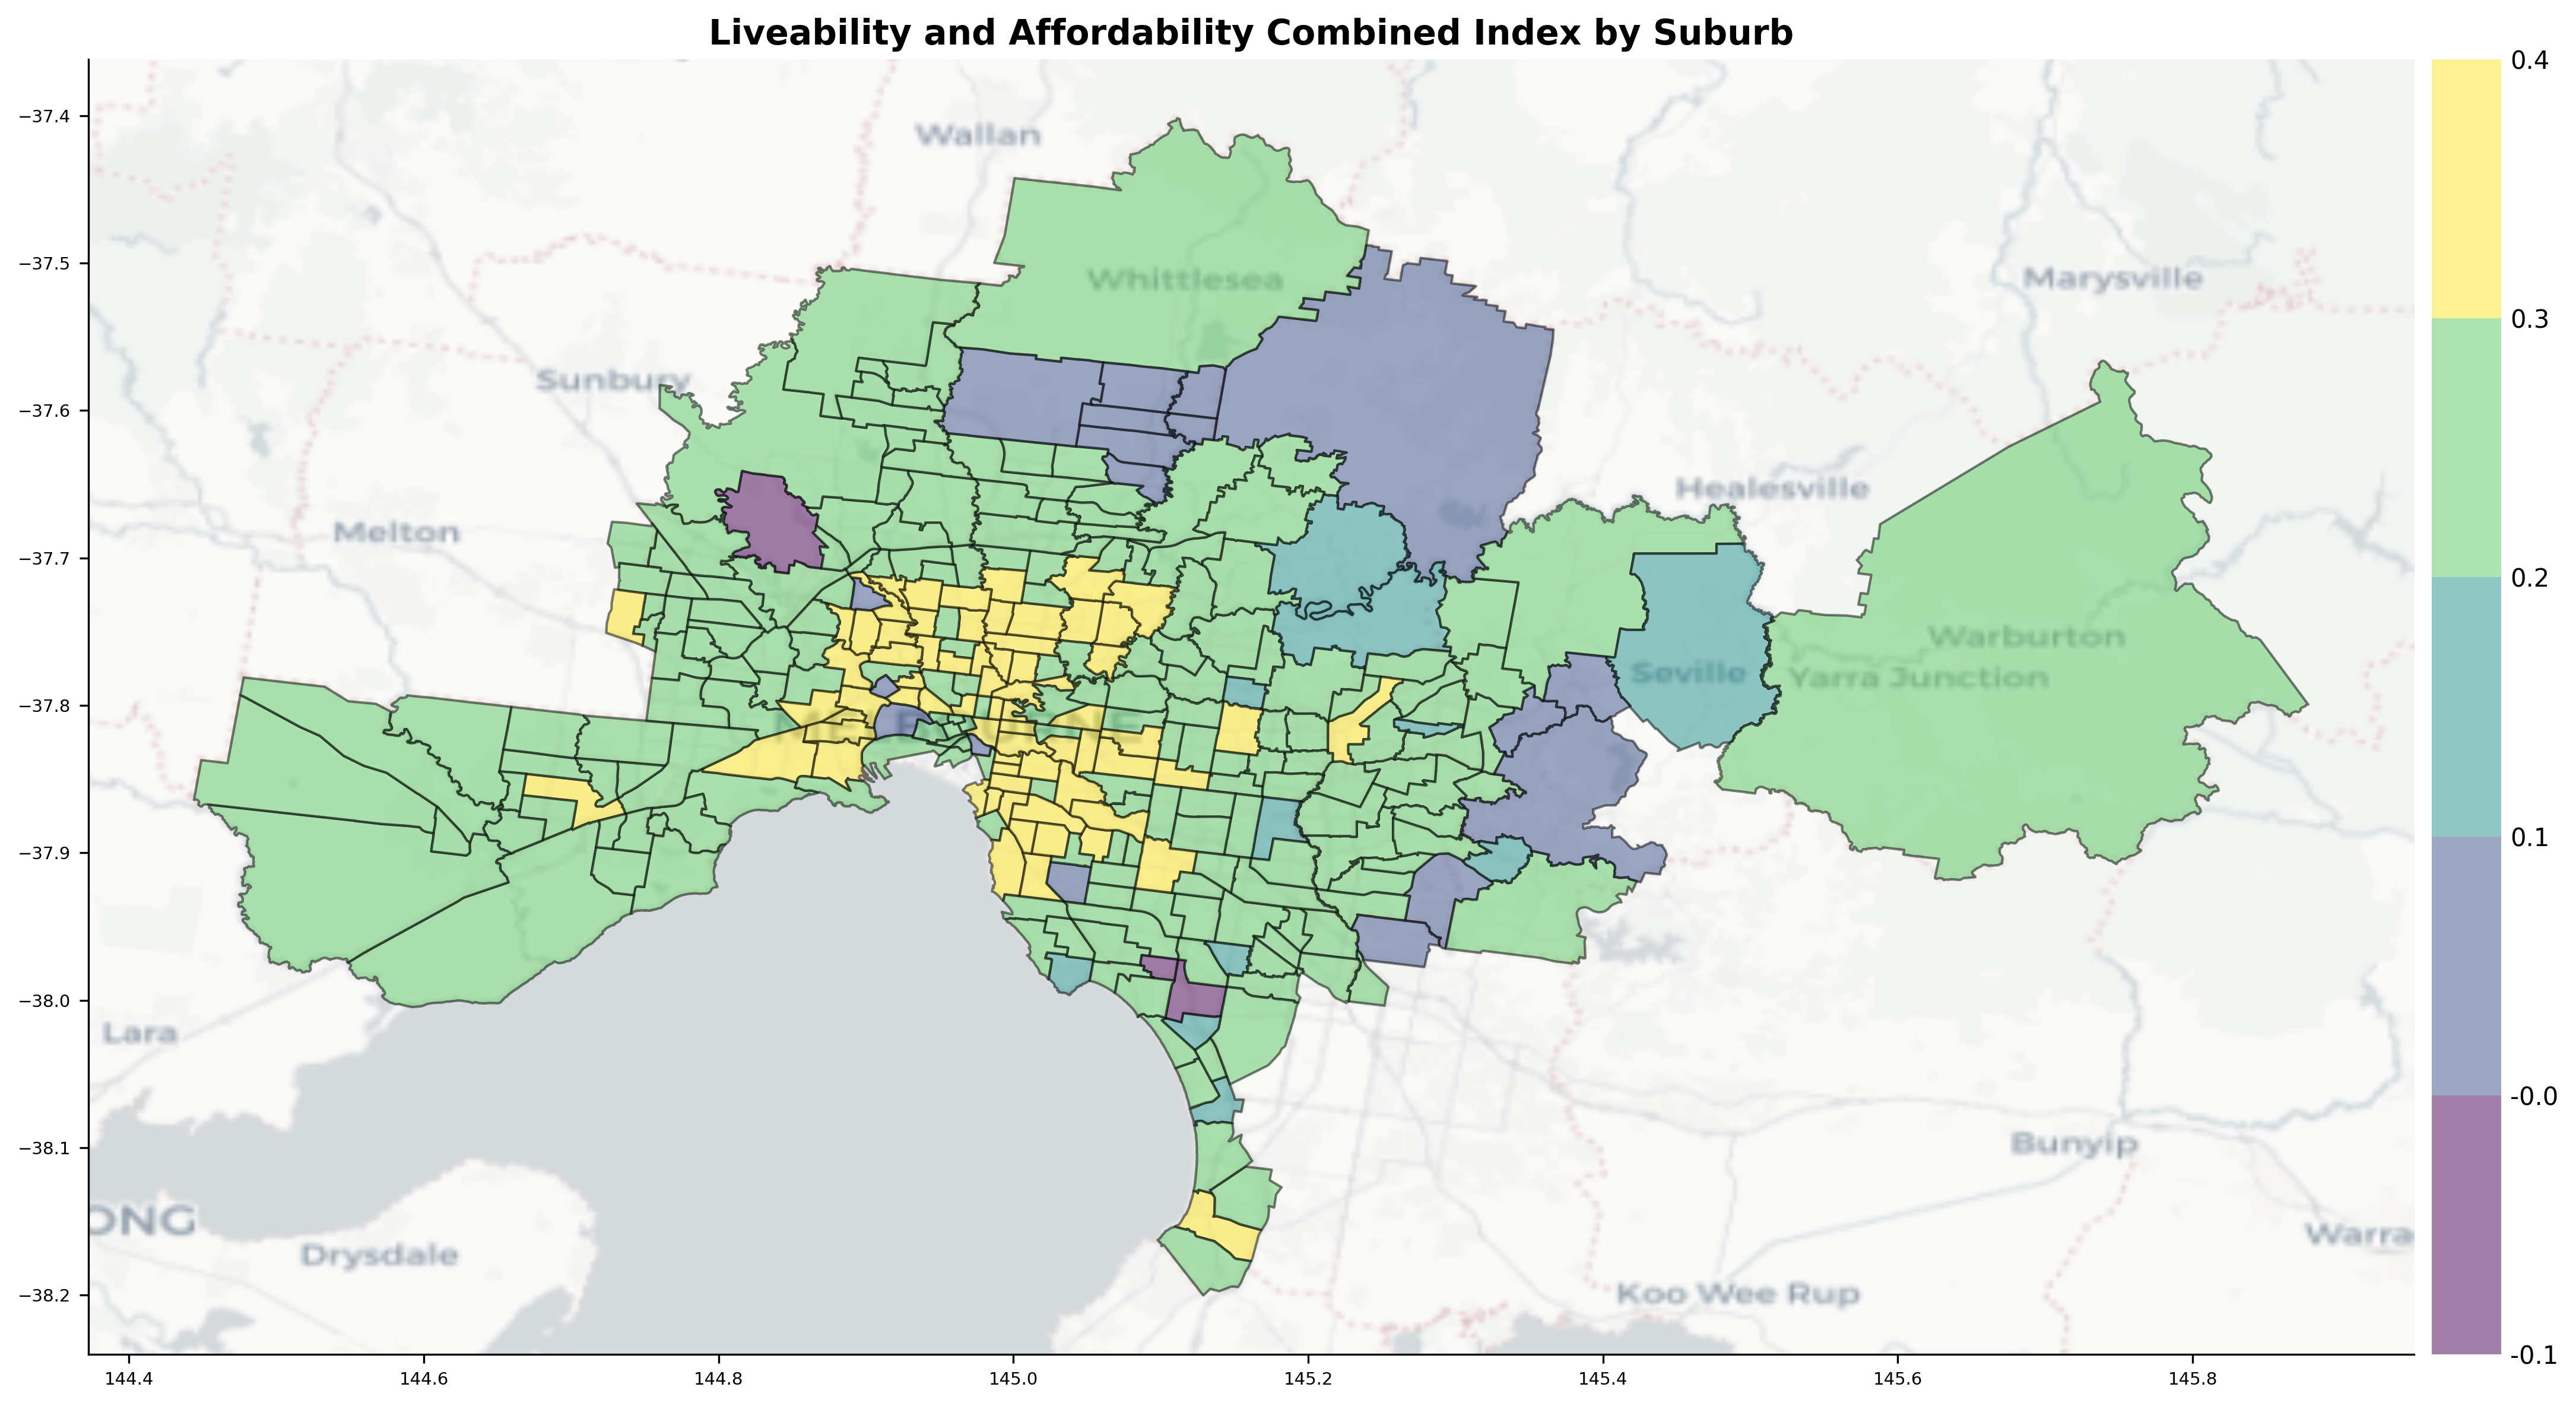 Liveability and Affordability Combined Index by Suburb
0.4
−37.4
Wallan
−37.5
Whittlesea
Marysville
0.3
Sunbury
−37.6
Healesville
Melton
−37.7
0.2
Warburton
Seville
Yarra Junction
−37.8
MELBOURNE
0.1
−37.9
−38.0
Lara
-0.0
−38.1
Bunyip
ONG
Warra
Drysdale
−38.2
Koo Wee Rup
-0.1
144.4
144.6
144.8
145.0
145.2
145.4
145.6
145.8